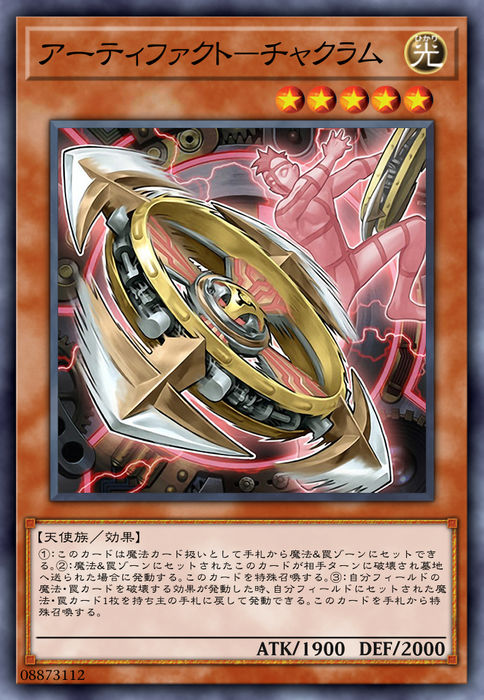 アーティファクトーチャクラム
光
ひかり
【天使族／効果】
①：このカードは魔法カード扱いとして手札から魔法&罠ゾーンにセットでき
る。②：魔法&罠ゾーンにセットされたこのカードが相手ターンに破壊され墓地
へ送られた場合に発動する。このカードを特殊召喚する。③：自分フィールドの
魔法・罠カードを破壊する効果が発動した時、自分フィールドにセットされた魔
法・罠カード1枚を持ち主の手札に戻して発動できる。このカードを手札から特
殊召喚する。
ATK/1900 DEF/2000
08873112